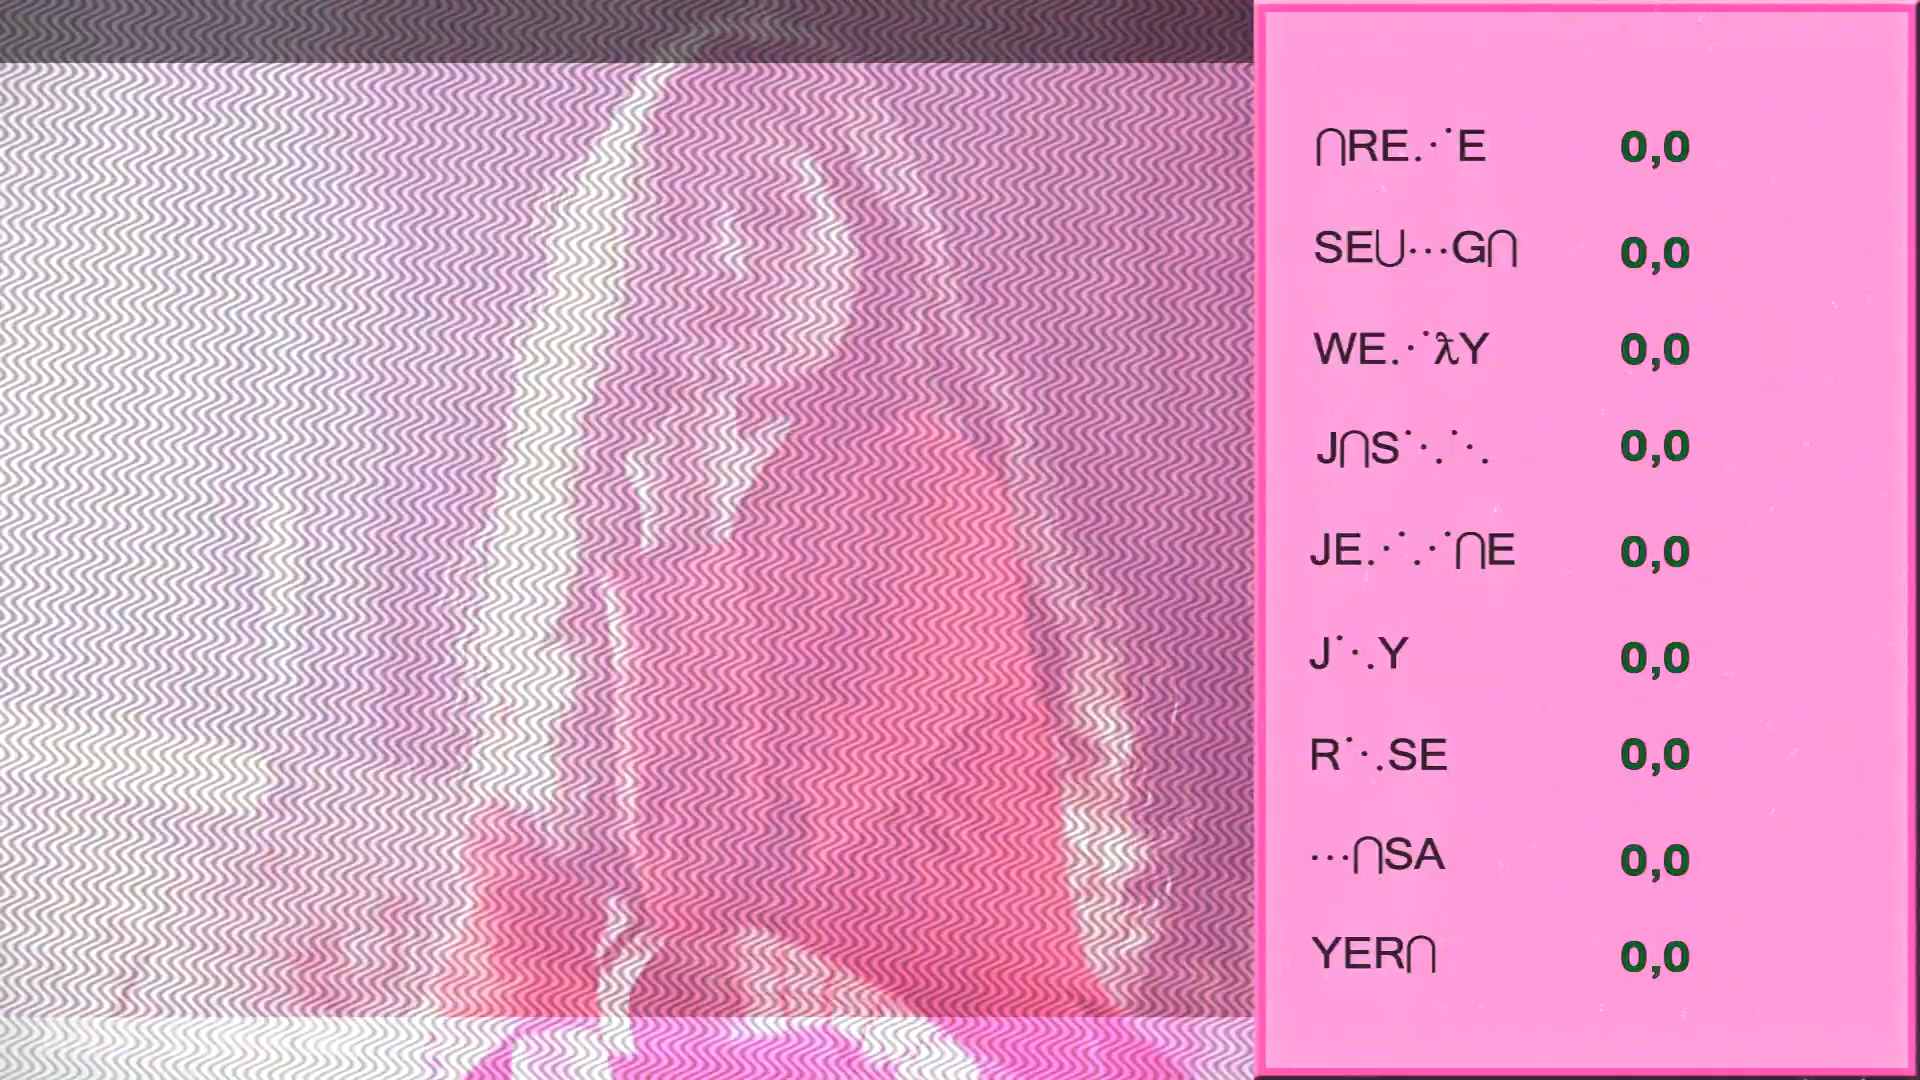 ⋂RE⋰E 0,0
SE⋃⋯G⋂ 0,0
WE⋰ƛY 0,0
J⋂S⋱⋱ 0,0
JE⋰⋰⋂E 0,0
J⋱Y 0,0
R⋱SE 0,0
⋯⋂SA 0,0
YER⋂ 0,0